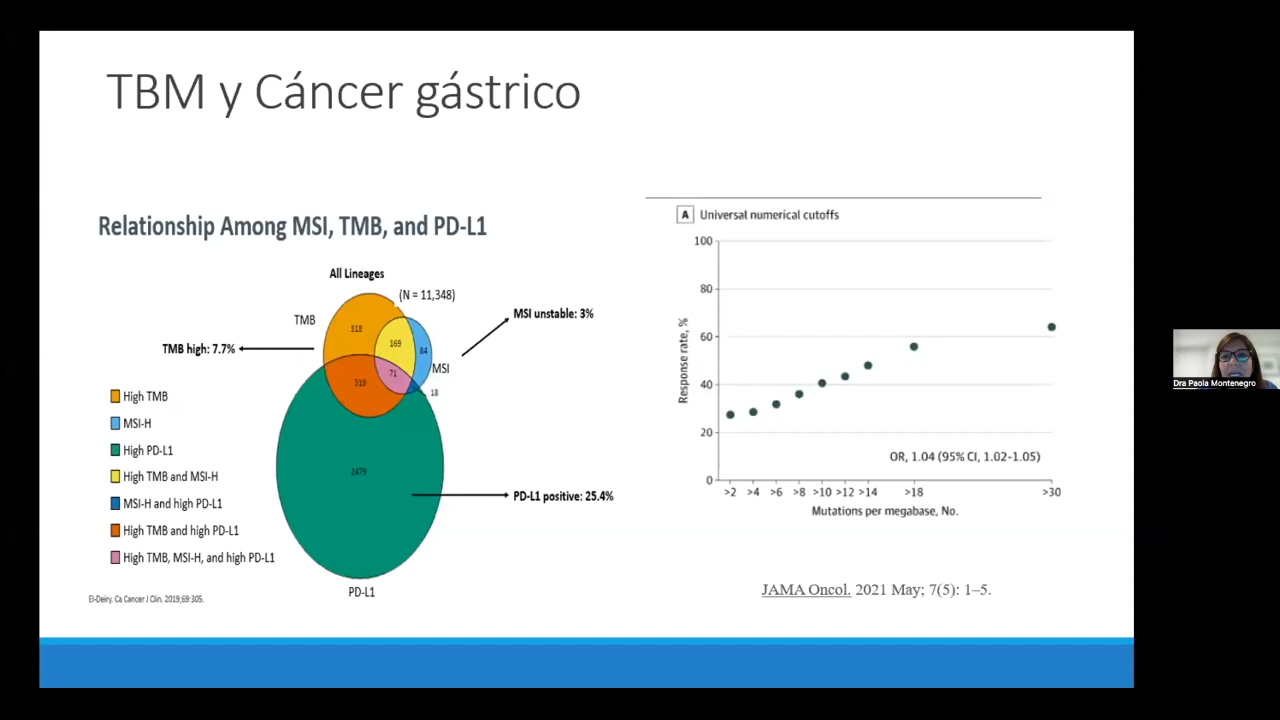 TBM y Cáncer gástrico
Relationship Among MSI, TMB, and PD-L1
All Lineages
(N = 11,348)
TMB
MSI unstable: 3%
TMB high: 7.7%
MSI
169
84
71
18
2479
High TMB
MSI-H
High PD-L1
High TMB and MSI-H
MSI-H and high PD-L1
High TMB and high PD-L1
High TMB, MSI-H, and high PD-L1
PD-L1 positive: 25.4%
PD-L1
El-Deiry. Ca Cancer J Clin. 2019;69:305.
A Universal numerical cutoffs
Response rate, %
100
80
60
40
20
0
OR, 1.04 (95% CI, 1.02-1.05)
>2 >4 >6 >8 >10 >12 >14 >18 >30
Mutations per megabase, No.
JAMA Oncol. 2021 May; 7(5): 1–5.
Dra Paola Montenegro